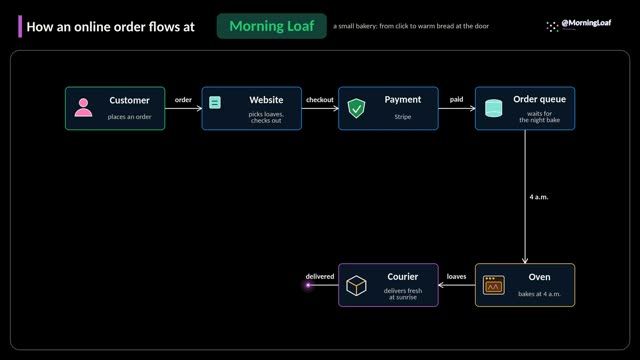 How an online order flows at
Morning Loaf
a small bakery: from click to warm bread at the door
@MorningLoaf
Customer
places an order
order
Website
picks loaves,
checks out
checkout
Payment
Stripe
paid
Order queue
waits for
the night bake
4 a.m.
Oven
bakes at 4 a.m.
loaves
Courier
delivers fresh
at sunrise
delivered